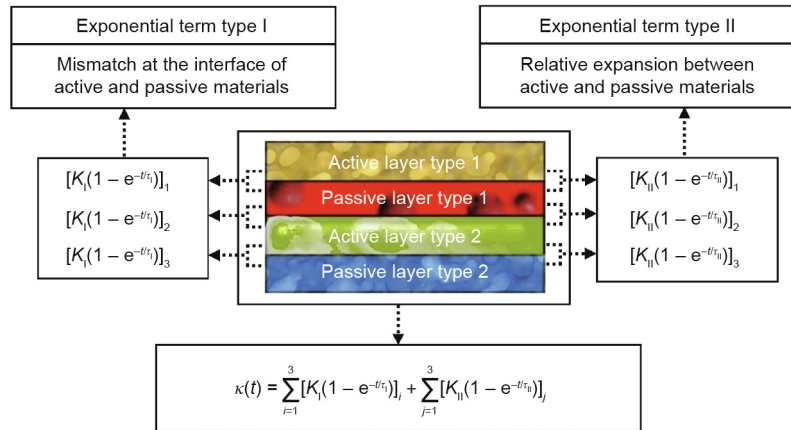 Exponential term type I
Mismatch at the interface of
active and passive materials
Exponential term type II
Relative expansion between
active and passive materials
[K_I(1 − e^{−t/τ_I})]_1
[K_I(1 − e^{−t/τ_I})]_2
[K_I(1 − e^{−t/τ_I})]_3
Active layer type 1
Passive layer type 1
Active layer type 2
Passive layer type 2
[K_II(1 − e^{−t/τ_II})]_1
[K_II(1 − e^{−t/τ_II})]_2
[K_II(1 − e^{−t/τ_II})]_3
κ(t) = ∑_{i=1}^{3}[K_I(1 − e^{−t/τ_I})]_i + ∑_{j=1}^{3}[K_II(1 − e^{−t/τ_II})]_j